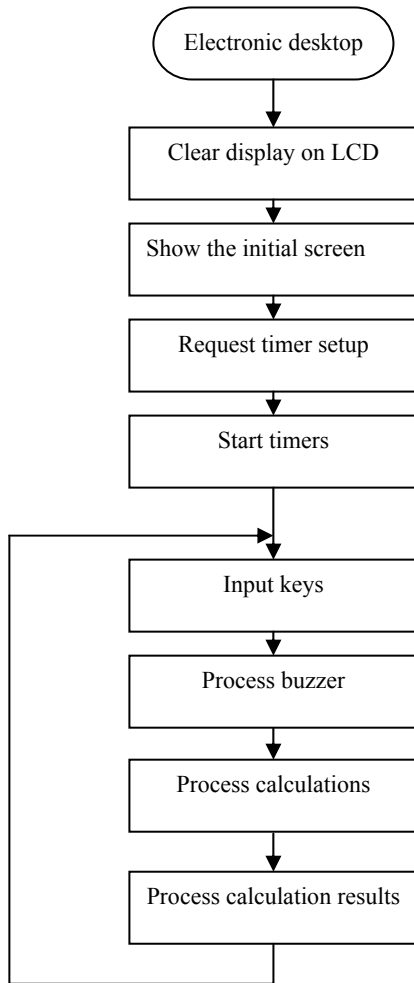 Electronic desktop
Clear display on LCD
Show the initial screen
Request timer setup
Start timers
Input keys
Process buzzer
Process calculations
Process calculation results